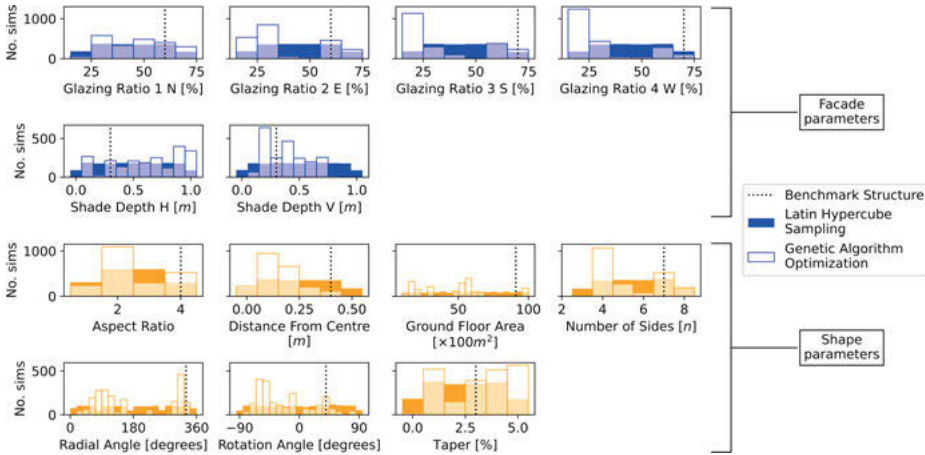 No. sims
1000
0
25 50 75
Glazing Ratio 1 N [%]
25 50 75
Glazing Ratio 2 E [%]
25 50 75
Glazing Ratio 3 S [%]
25 50 75
Glazing Ratio 4 W [%]
No. sims
500
0
0.0 0.5 1.0
Shade Depth H [m]
0.0 0.5 1.0
Shade Depth V [m]
Facade
parameters
Benchmark Structure
Latin Hypercube
Sampling
Genetic Algorithm
Optimization
No. sims
1000
0
2 4
Aspect Ratio
0.00 0.25 0.50
Distance From Centre
[m]
50 100
Ground Floor Area
[×100m²]
2 4 6 8
Number of Sides [n]
No. sims
500
0
0 180 360
Radial Angle [degrees]
−90 0 90
Rotation Angle [degrees]
0.0 2.5 5.0
Taper [%]
Shape
parameters